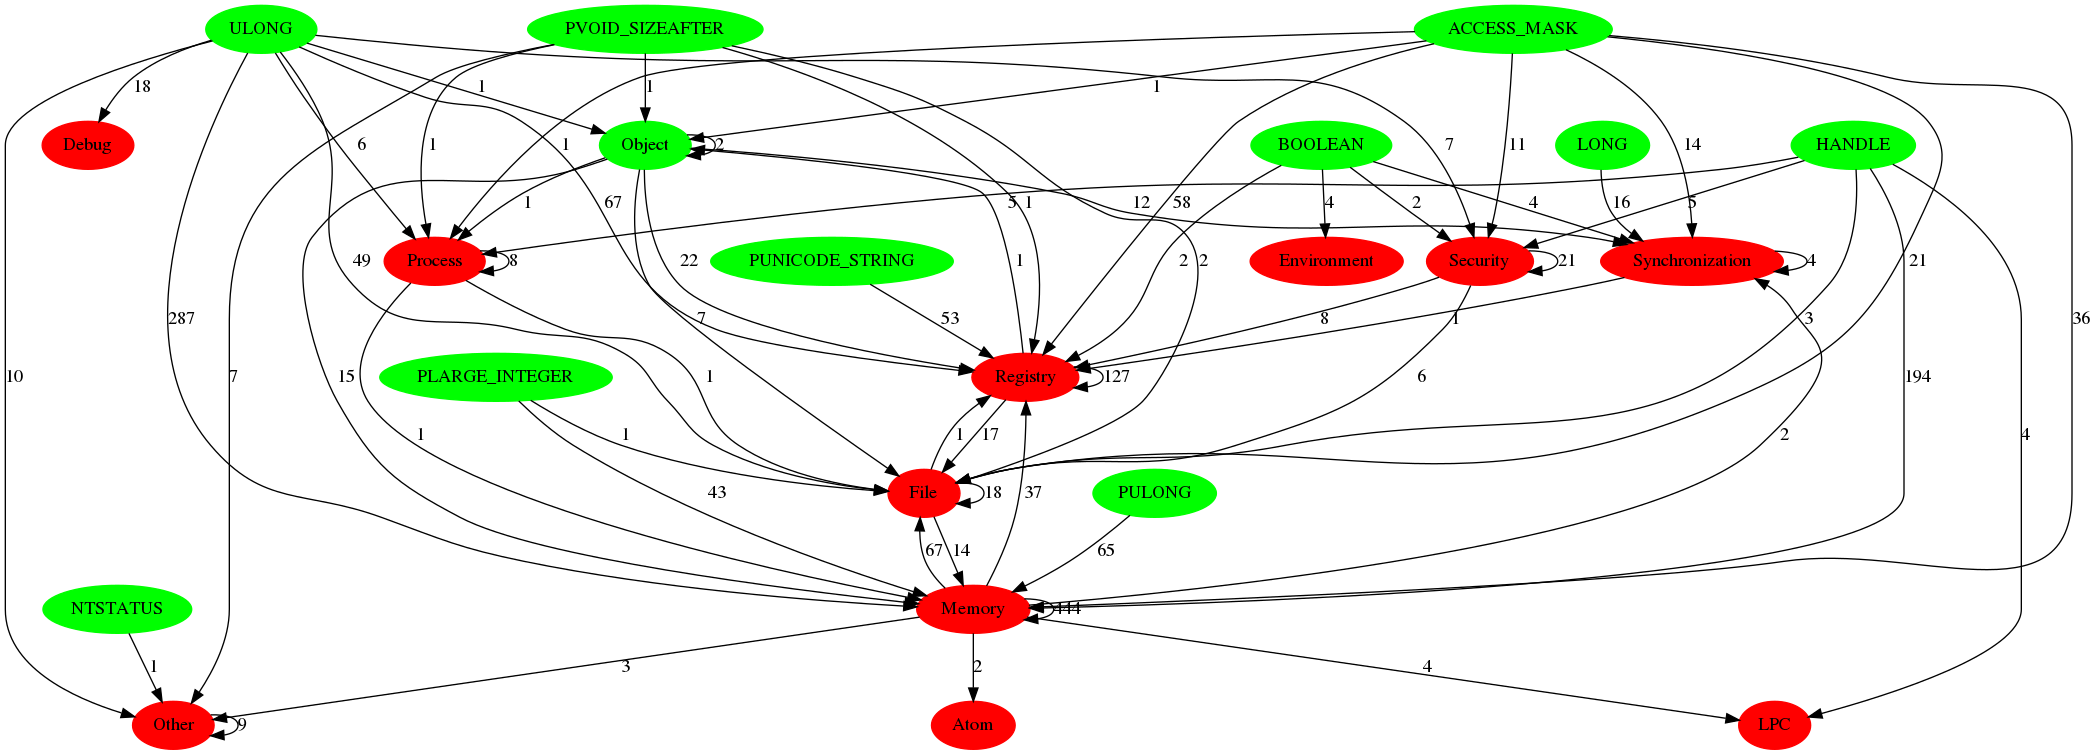 ULONG
PVOID_SIZEAFTER
ACCESS_MASK
18
1
1
1
Debug
6
1
1
Object
2
7
11
14
BOOLEAN
LONG
HANDLE
1
67
5
1
12
58
2
4
2
4
16
5
49
Process
8
22
PUNICODE_STRING
1
2
2
Environment
Security
21
Synchronization
4
21
287
7
53
8
1
3
36
10
7
15
PLARGE_INTEGER
1
Registry
127
6
194
1
1
1
17
2
4
43
File
18
37
PULONG
67
14
65
NTSTATUS
Memory
444
1
3
2
4
Other
9
Atom
LPC